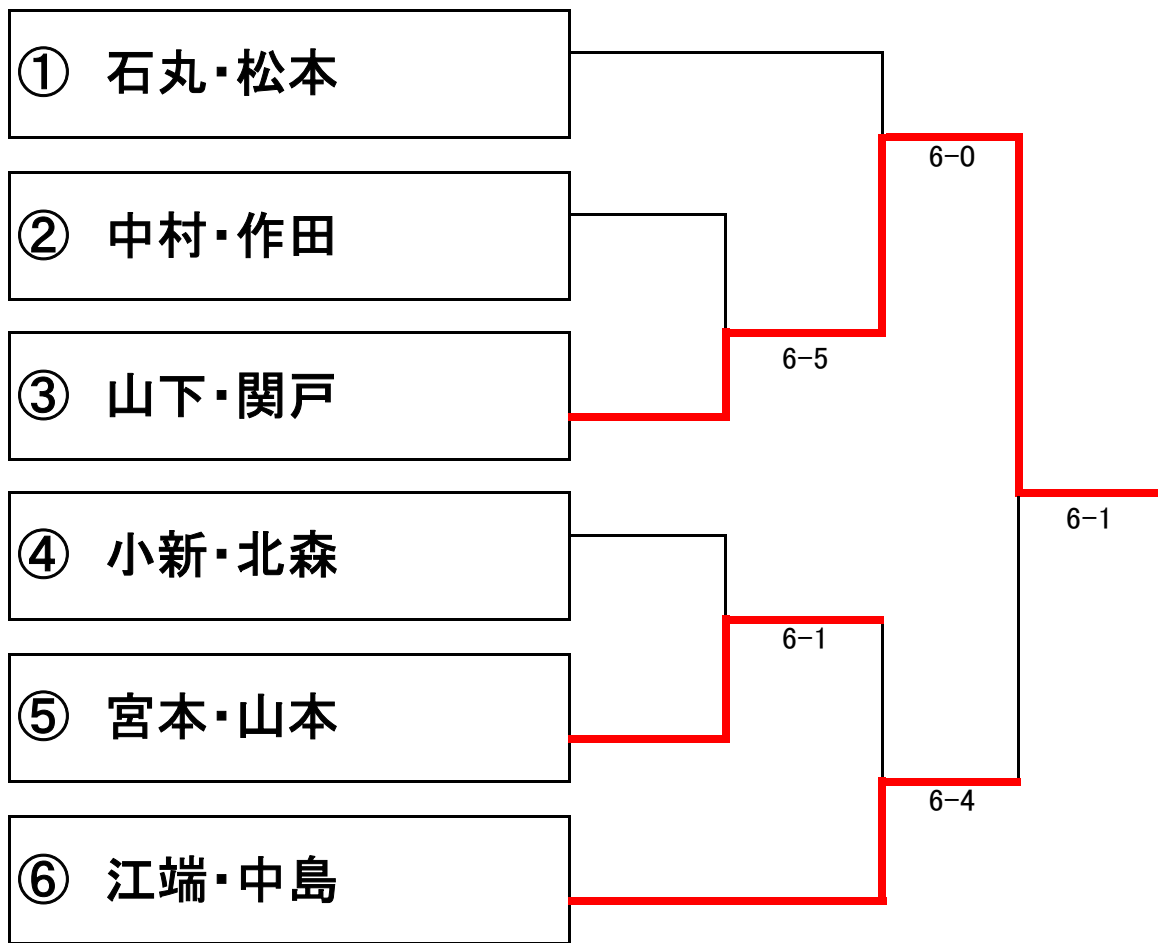 ① 石丸・松本
6-0
② 中村・作田
6-5
③ 山下・関戸
6-1
④ 小新・北森
6-1
⑤ 宮本・山本
6-4
⑥ 江端・中島